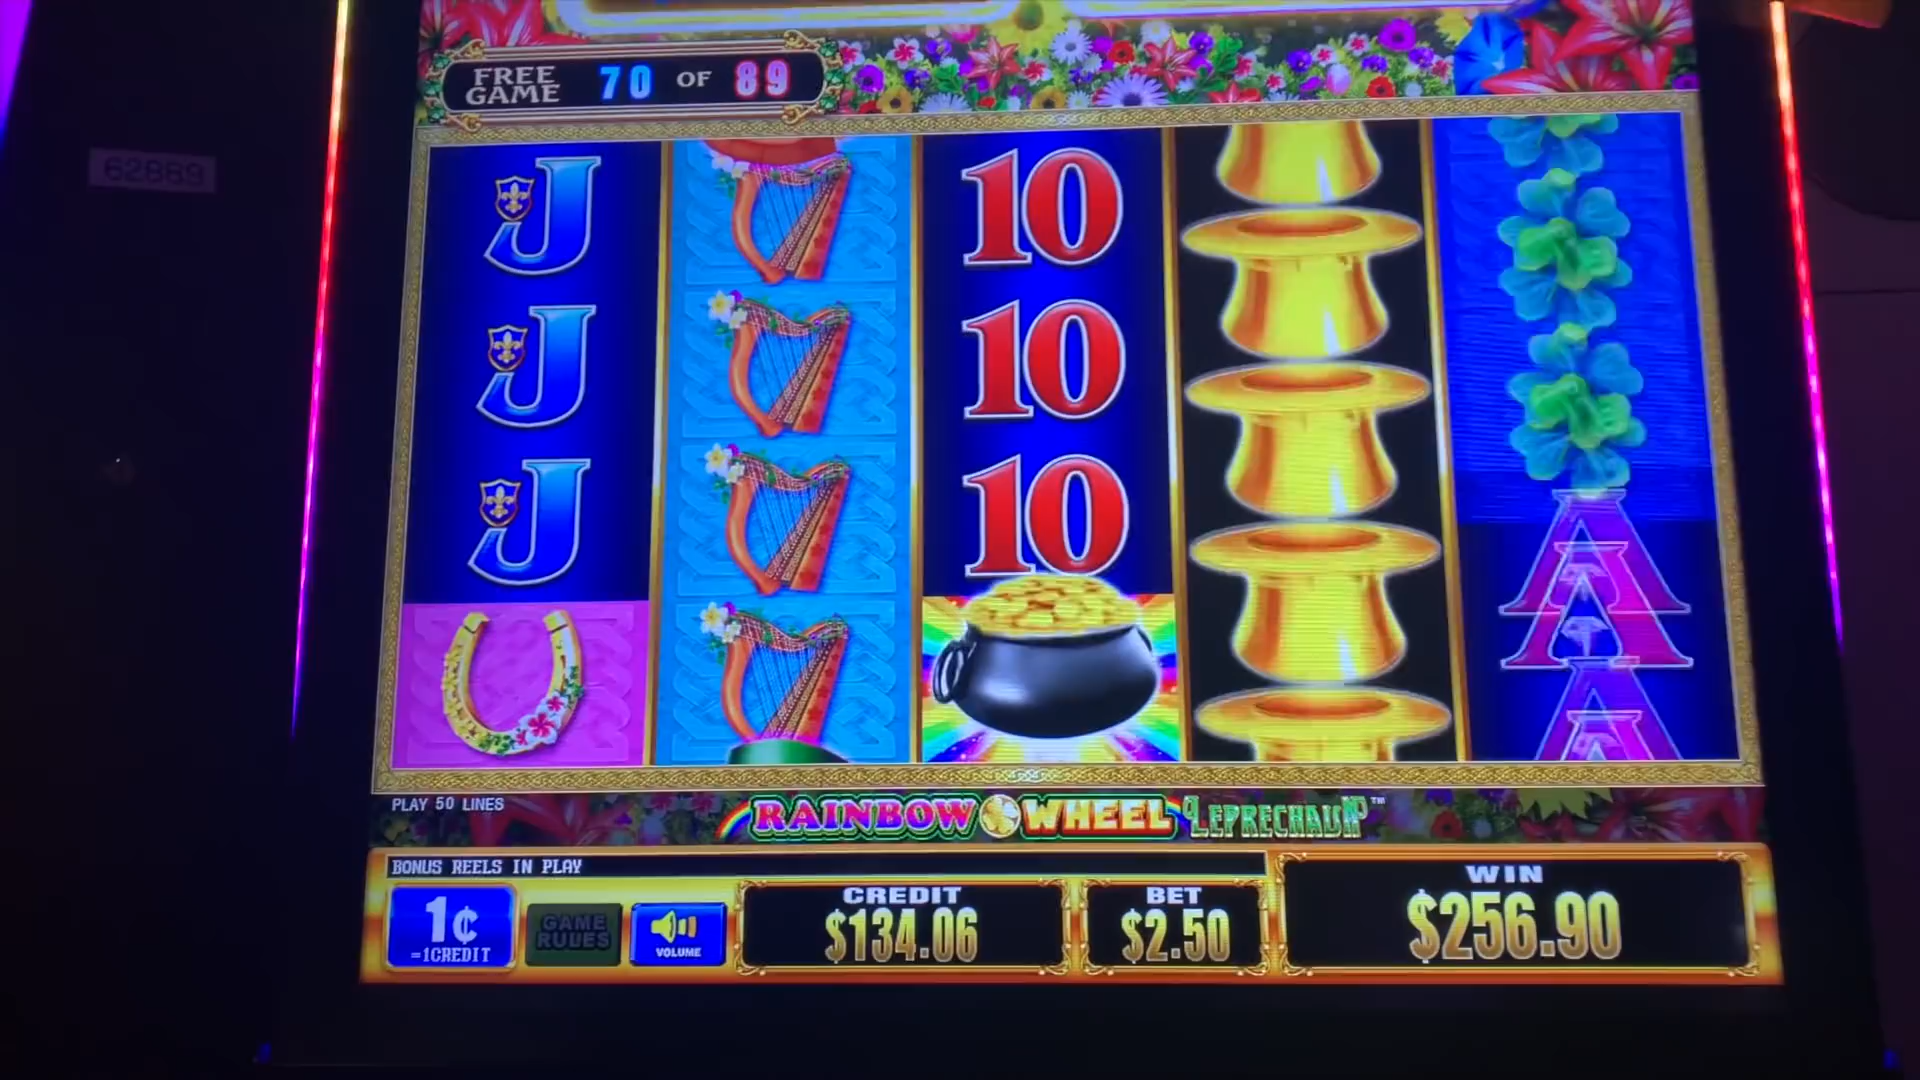 FREE GAME 70 OF 89
62889
J 10
J 10
J 10
A
A
PLAY 50 LINES
RAINBOW WHEEL LEPRECHAUN™
BONUS REELS IN PLAY
1¢
=1CREDIT
GAME RULES
VOLUME
CREDIT
$134.06
BET
$2.50
WIN
$256.90